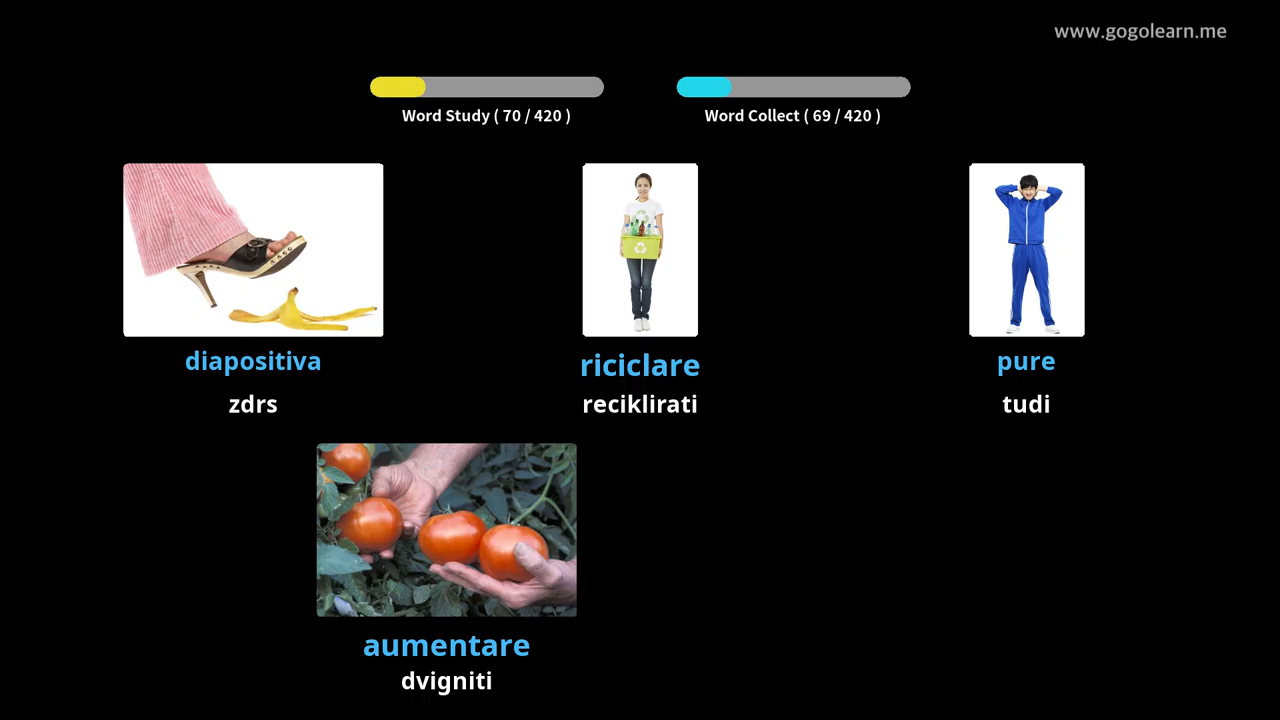 www.gogolearn.me
Word Study ( 70 / 420 )
Word Collect ( 69 / 420 )
diapositiva
zdrs
riciclare
reciklirati
pure
tudi
aumentare
dvigniti